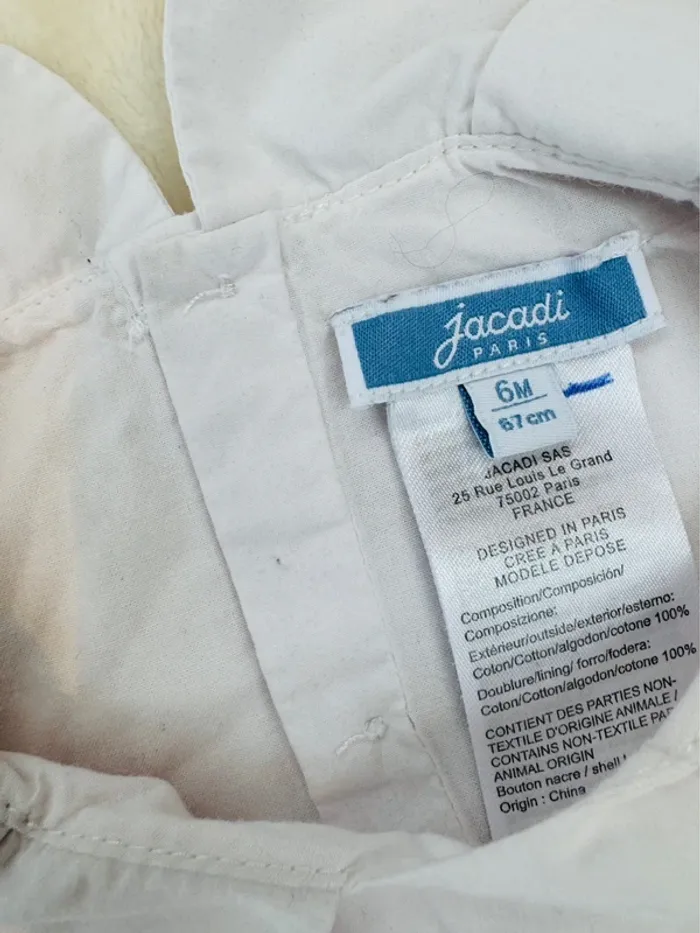 jacadi
PARIS
6M
67cm
JACADI SAS
25 Rue Louis Le Grand
75002 Paris
FRANCE
DESIGNED IN PARIS
CREE À PARIS
MODELE DEPOSE
Composition/Composición/
Composizione:
Extérieur/outside/exterior/esterno:
Coton/Cotton/algodon/cotone 100%
Doublure/lining/ forro/fodera:
Coton/Cotton/algodon/cotone 100%
CONTIENT DES PARTIES NON-
TEXTILE D'ORIGINE ANIMALE /
CONTAINS NON-TEXTILE
ANIMAL ORIGIN
Bouton nacre / shell
Origin : China